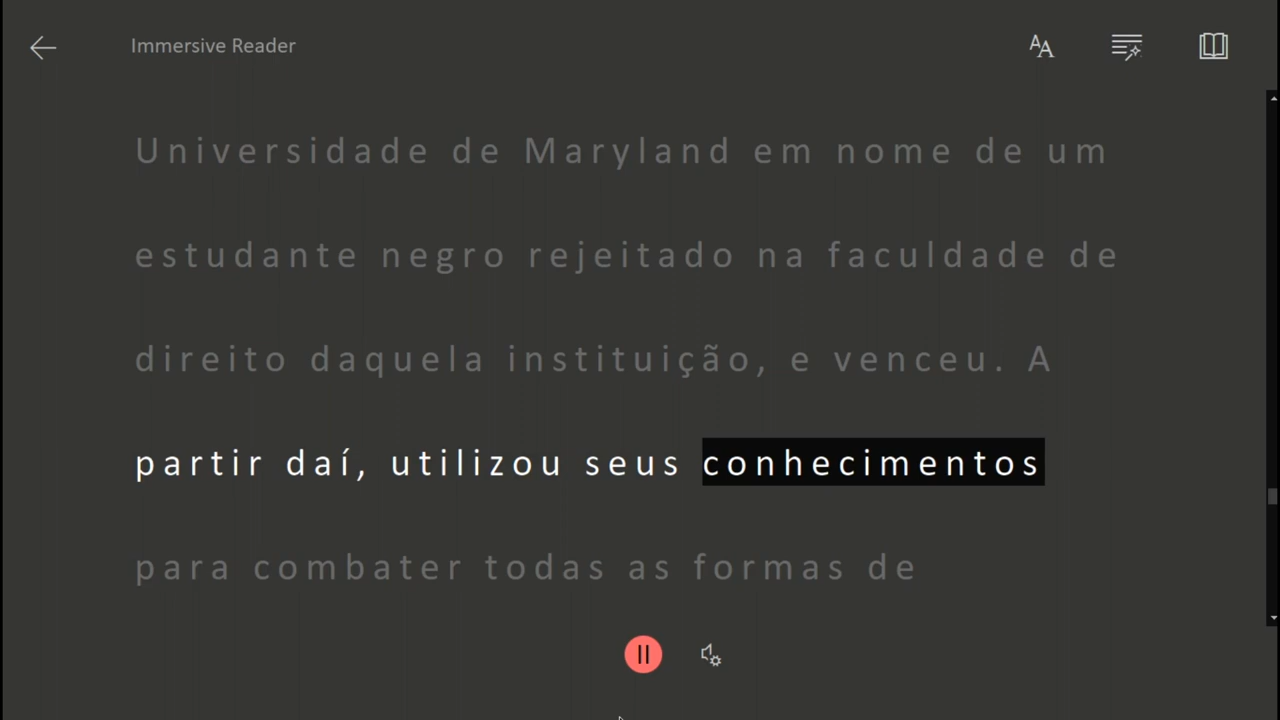 Immersive Reader
Universidade de Maryland em nome de um
estudante negro rejeitado na faculdade de
direito daquela instituição, e venceu. A
partir daí, utilizou seus conhecimentos
para combater todas as formas de